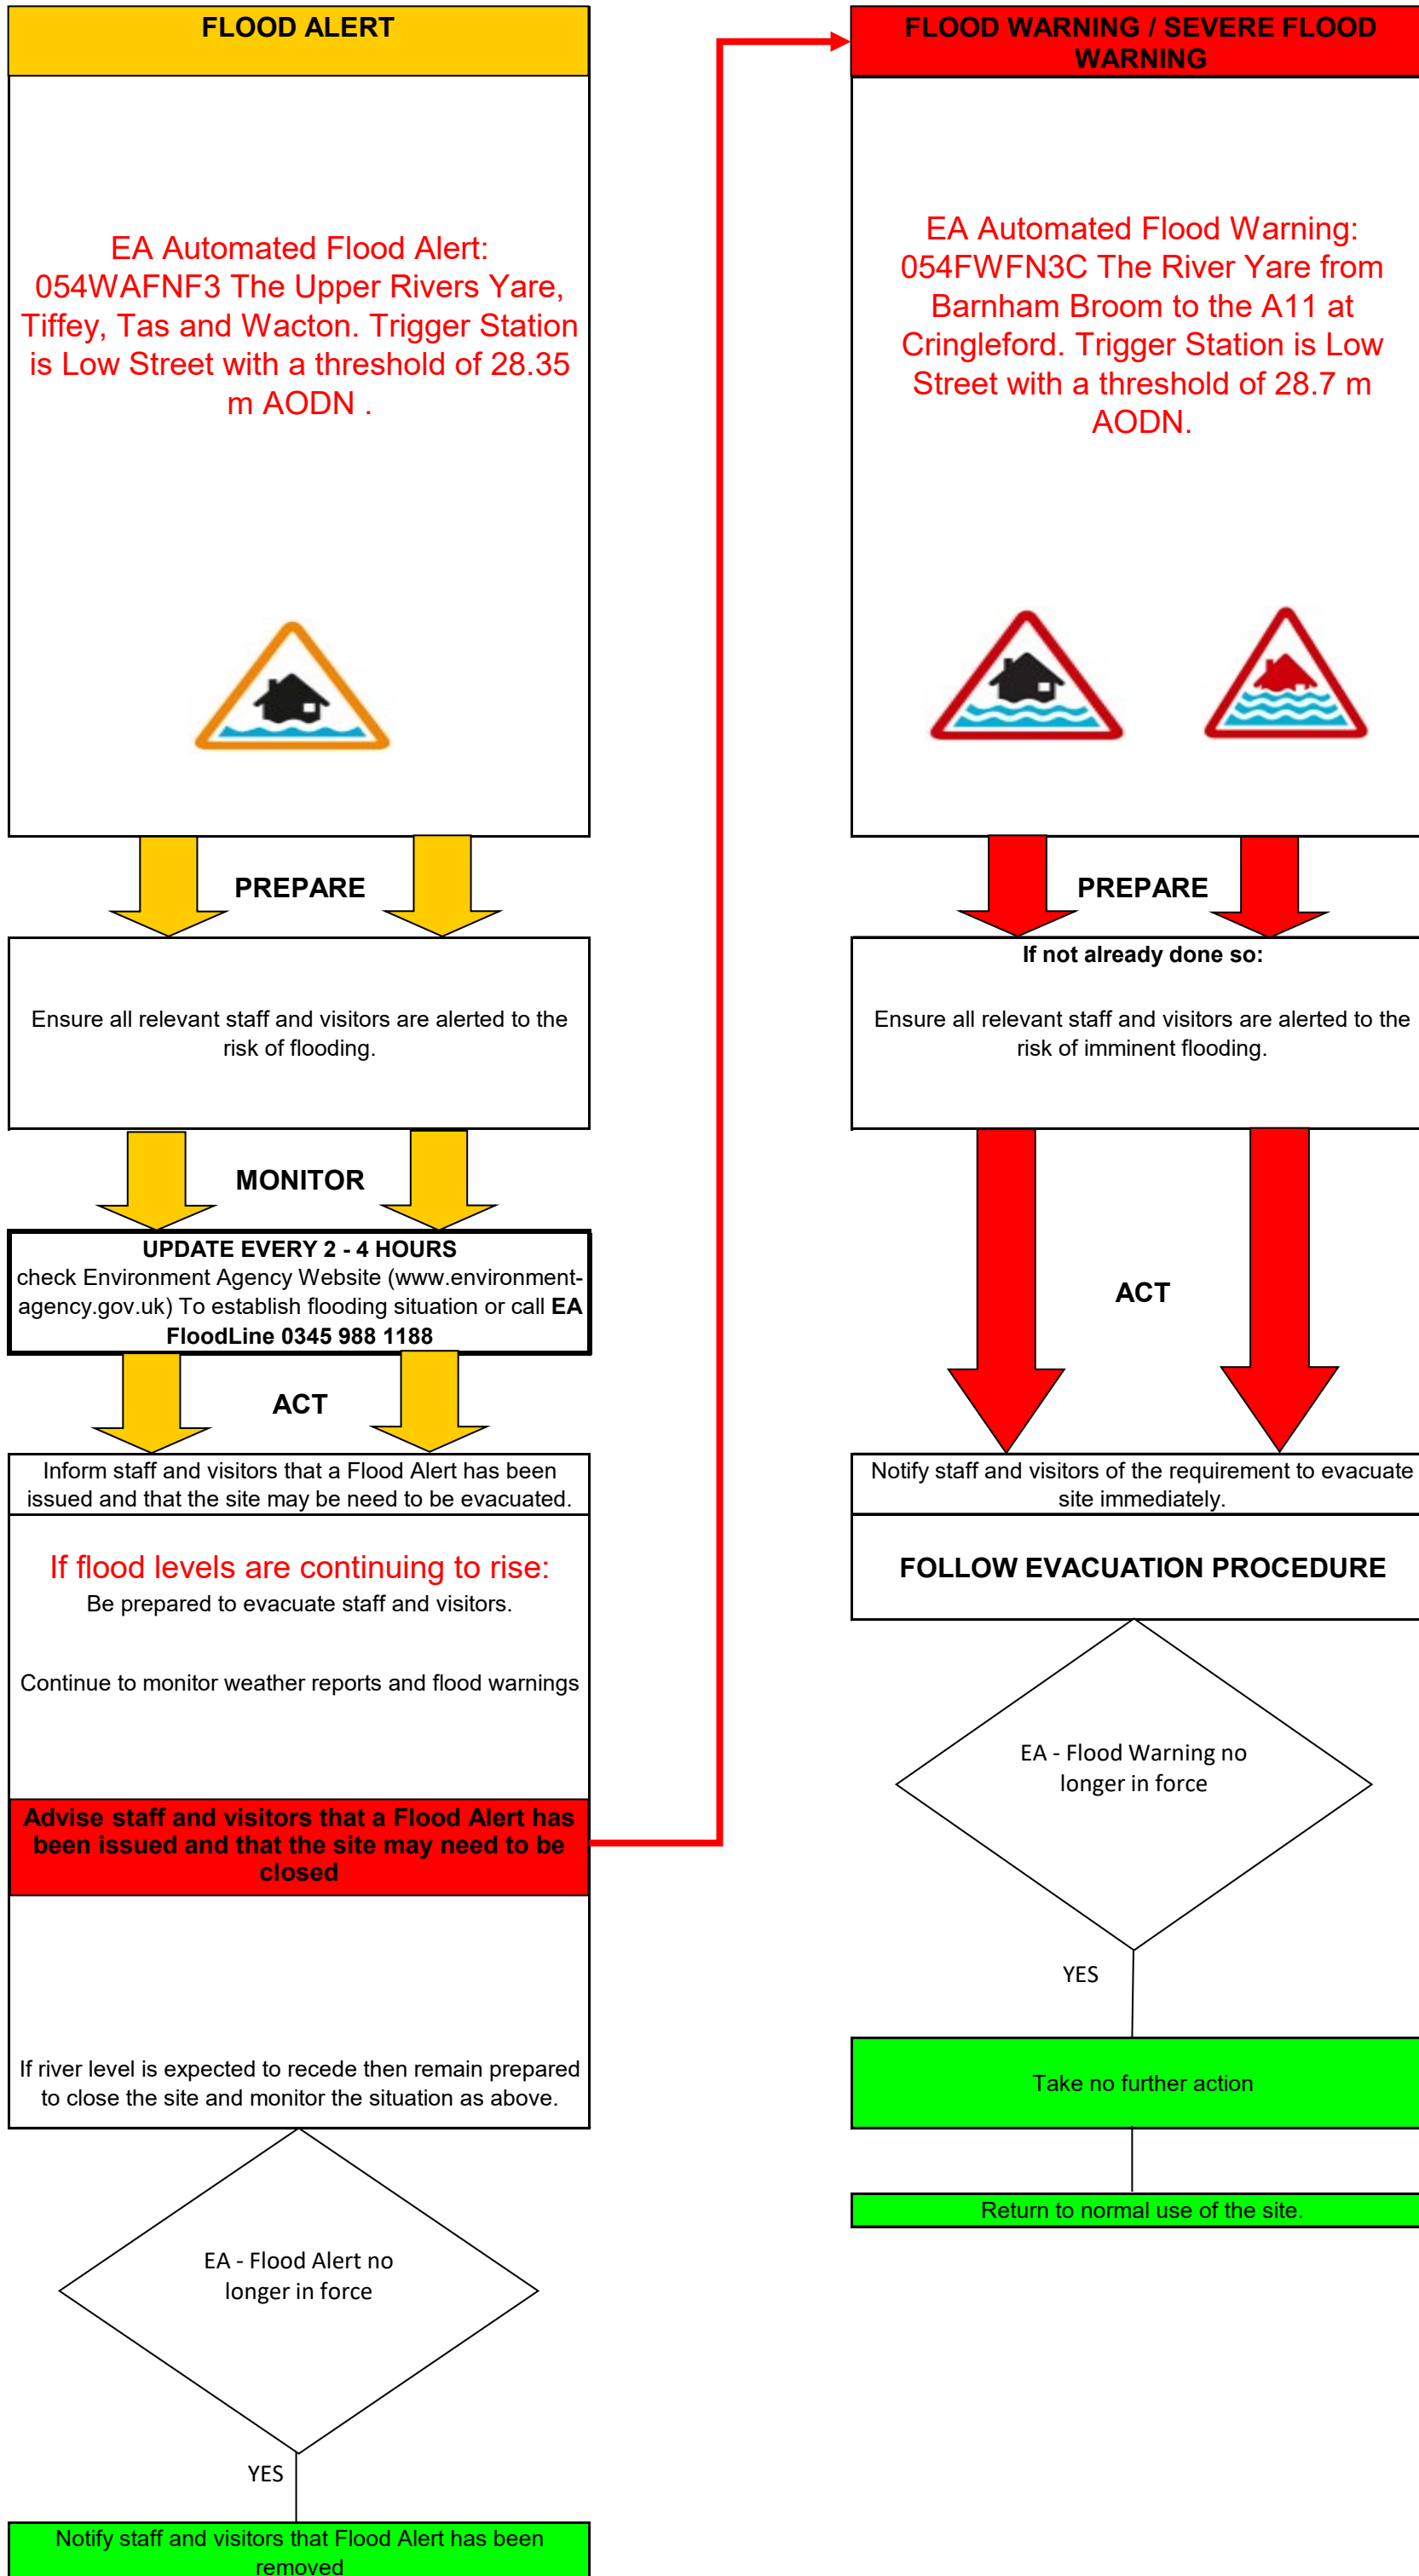 FLOOD ALERT
EA Automated Flood Alert:
054WAFNF3 The Upper Rivers Yare,
Tiffey, Tas and Wacton. Trigger Station
is Low Street with a threshold of 28.35
m AODN .
PREPARE
Ensure all relevant staff and visitors are alerted to the
risk of flooding.
MONITOR
UPDATE EVERY 2 - 4 HOURS
check Environment Agency Website (www.environment-
agency.gov.uk) To establish flooding situation or call EA
FloodLine 0345 988 1188
ACT
Inform staff and visitors that a Flood Alert has been
issued and that the site may be need to be evacuated.
If flood levels are continuing to rise:
Be prepared to evacuate staff and visitors.
Continue to monitor weather reports and flood warnings
Advise staff and visitors that a Flood Alert has
been issued and that the site may need to be
closed
If river level is expected to recede then remain prepared
to close the site and monitor the situation as above.
EA - Flood Alert no
longer in force
YES
Notify staff and visitors that Flood Alert has been
removed
FLOOD WARNING / SEVERE FLOOD
WARNING
EA Automated Flood Warning:
054FWFN3C The River Yare from
Barnham Broom to the A11 at
Cringleford. Trigger Station is Low
Street with a threshold of 28.7 m
AODN.
PREPARE
If not already done so:
Ensure all relevant staff and visitors are alerted to the
risk of imminent flooding.
ACT
Notify staff and visitors of the requirement to evacuate
site immediately.
FOLLOW EVACUATION PROCEDURE
EA - Flood Warning no
longer in force
YES
Take no further action
Return to normal use of the site.